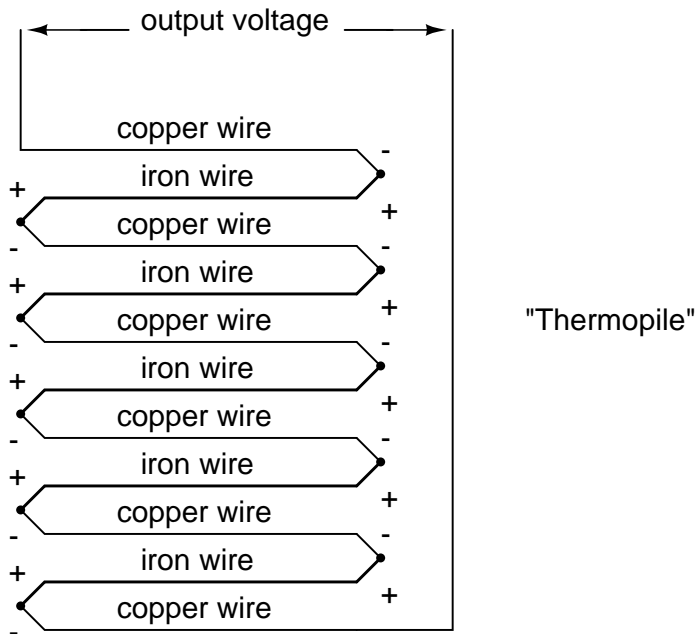 output voltage
copper wire
-
iron wire
+
+
copper wire
-
-
iron wire
+
+
copper wire
"Thermopile"
-
-
iron wire
+
+
copper wire
-
-
iron wire
+
+
copper wire
-
-
iron wire
+
+
copper wire
-